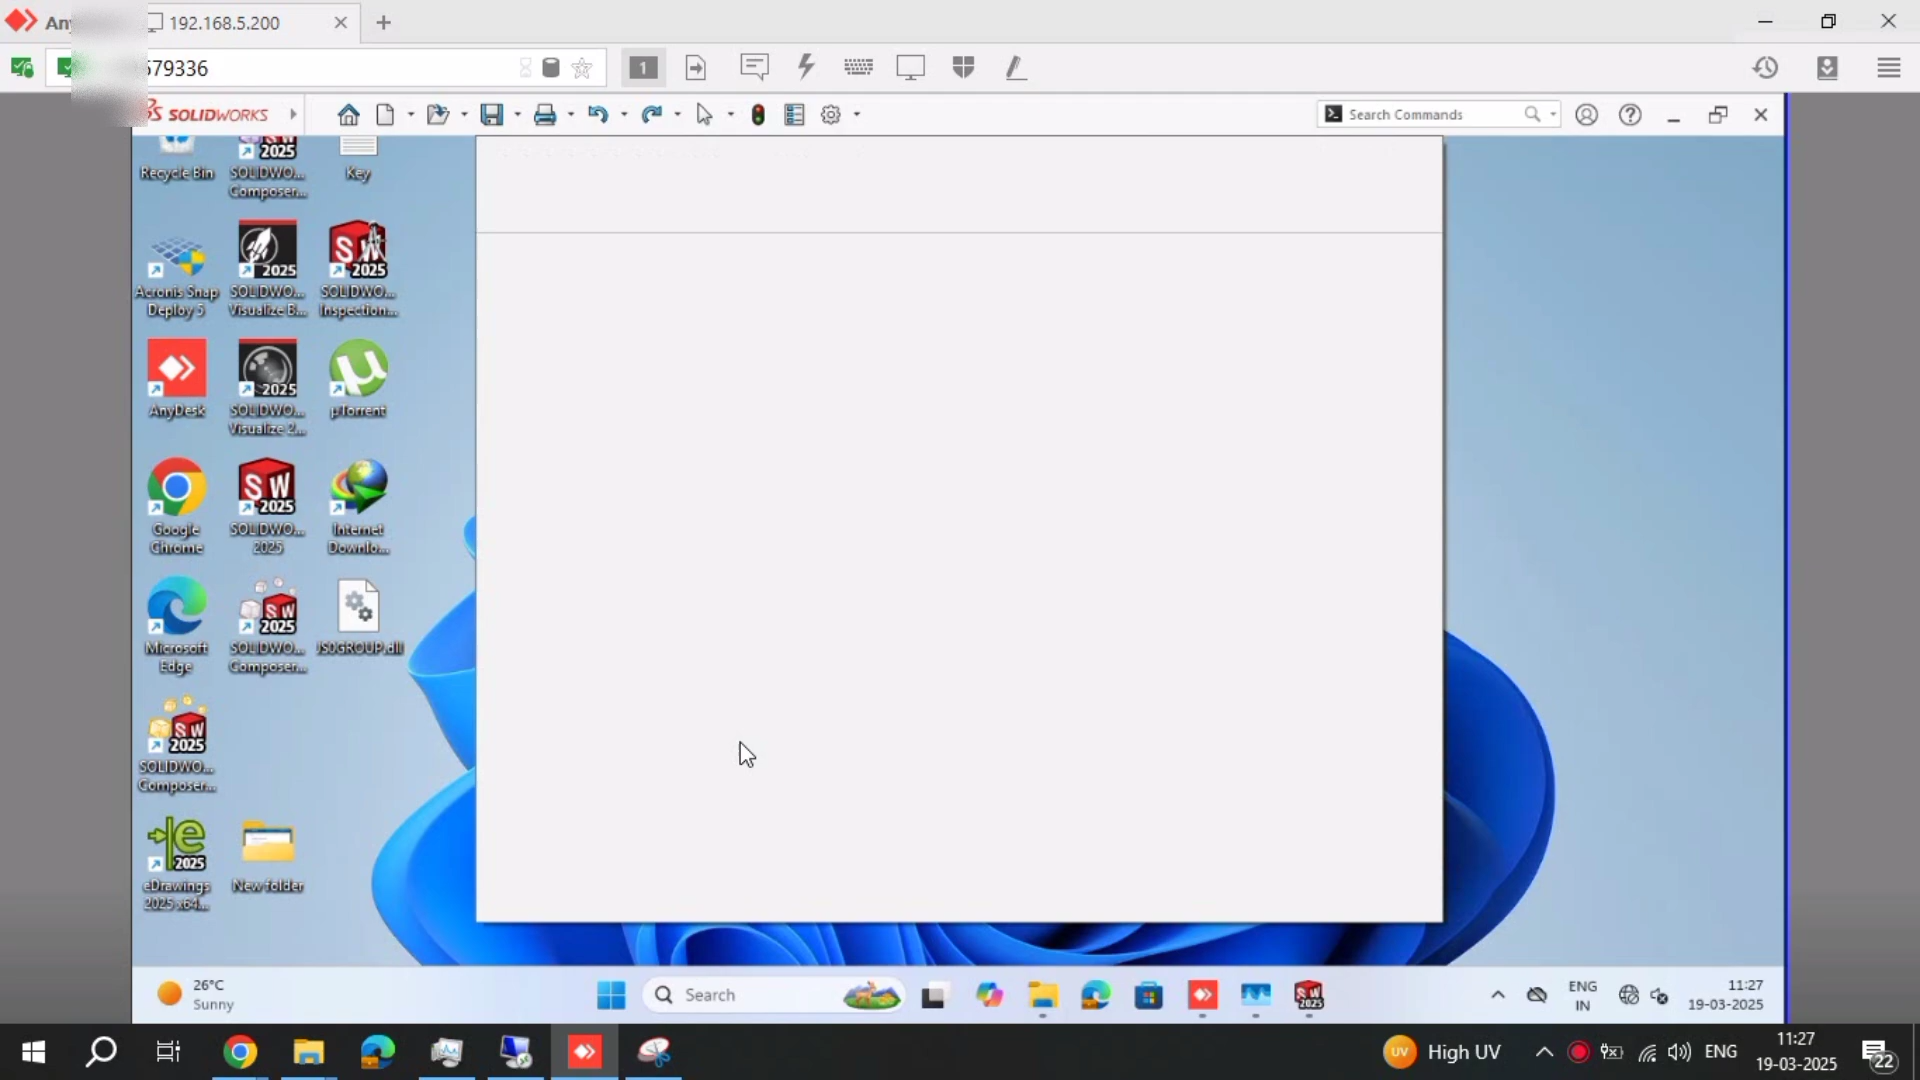 192.168.5.200
579336
1
SOLIDWORKS
Search Commands
Recycle Bin
SOLIDWO...
Composer...
Key
Acronis Snap
Deploy 5
SOLIDWO...
Visualize B...
SOLIDWO...
Inspection...
AnyDesk
SOLIDWO...
Visualize 2...
µTorrent
Google
Chrome
SOLIDWO...
2025
Internet
Downlo...
Microsoft
Edge
SOLIDWO...
Composer...
JSDGROUP.dll
SOLIDWO...
Composer...
eDrawings
2025 x64...
New folder
26°C
Sunny
Search
ENG
IN
11:27
19-03-2025
UV
High UV
ENG
11:27
19-03-2025
22